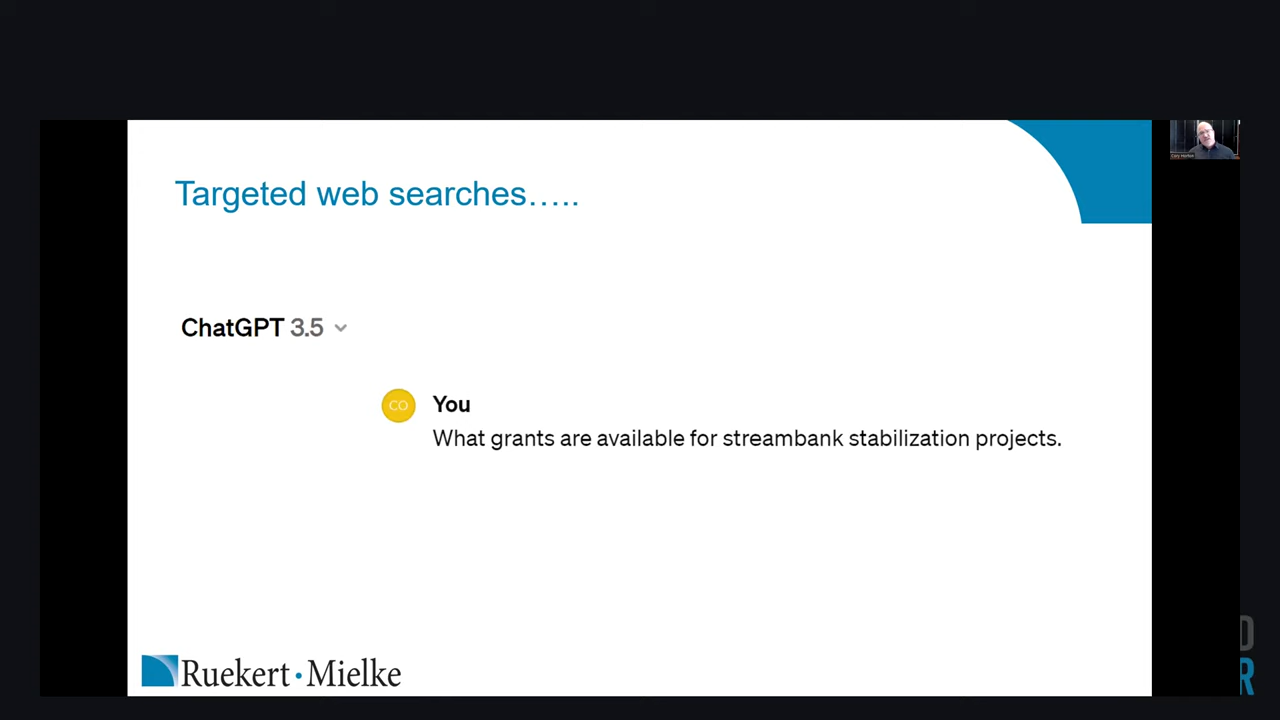 Targeted web searches…..
ChatGPT 3.5
CO
You
What grants are available for streambank stabilization projects.
Ruekert•Mielke
D
R